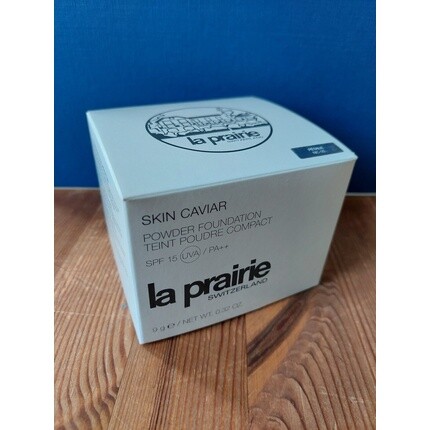 la prairie
SKIN CAVIAR
POWDER FOUNDATION
TEINT POUDRE COMPACT
SPF 15 UVA / PA++
la prairie
SWITZERLAND
9 g e / NET WT. 0.32 OZ.